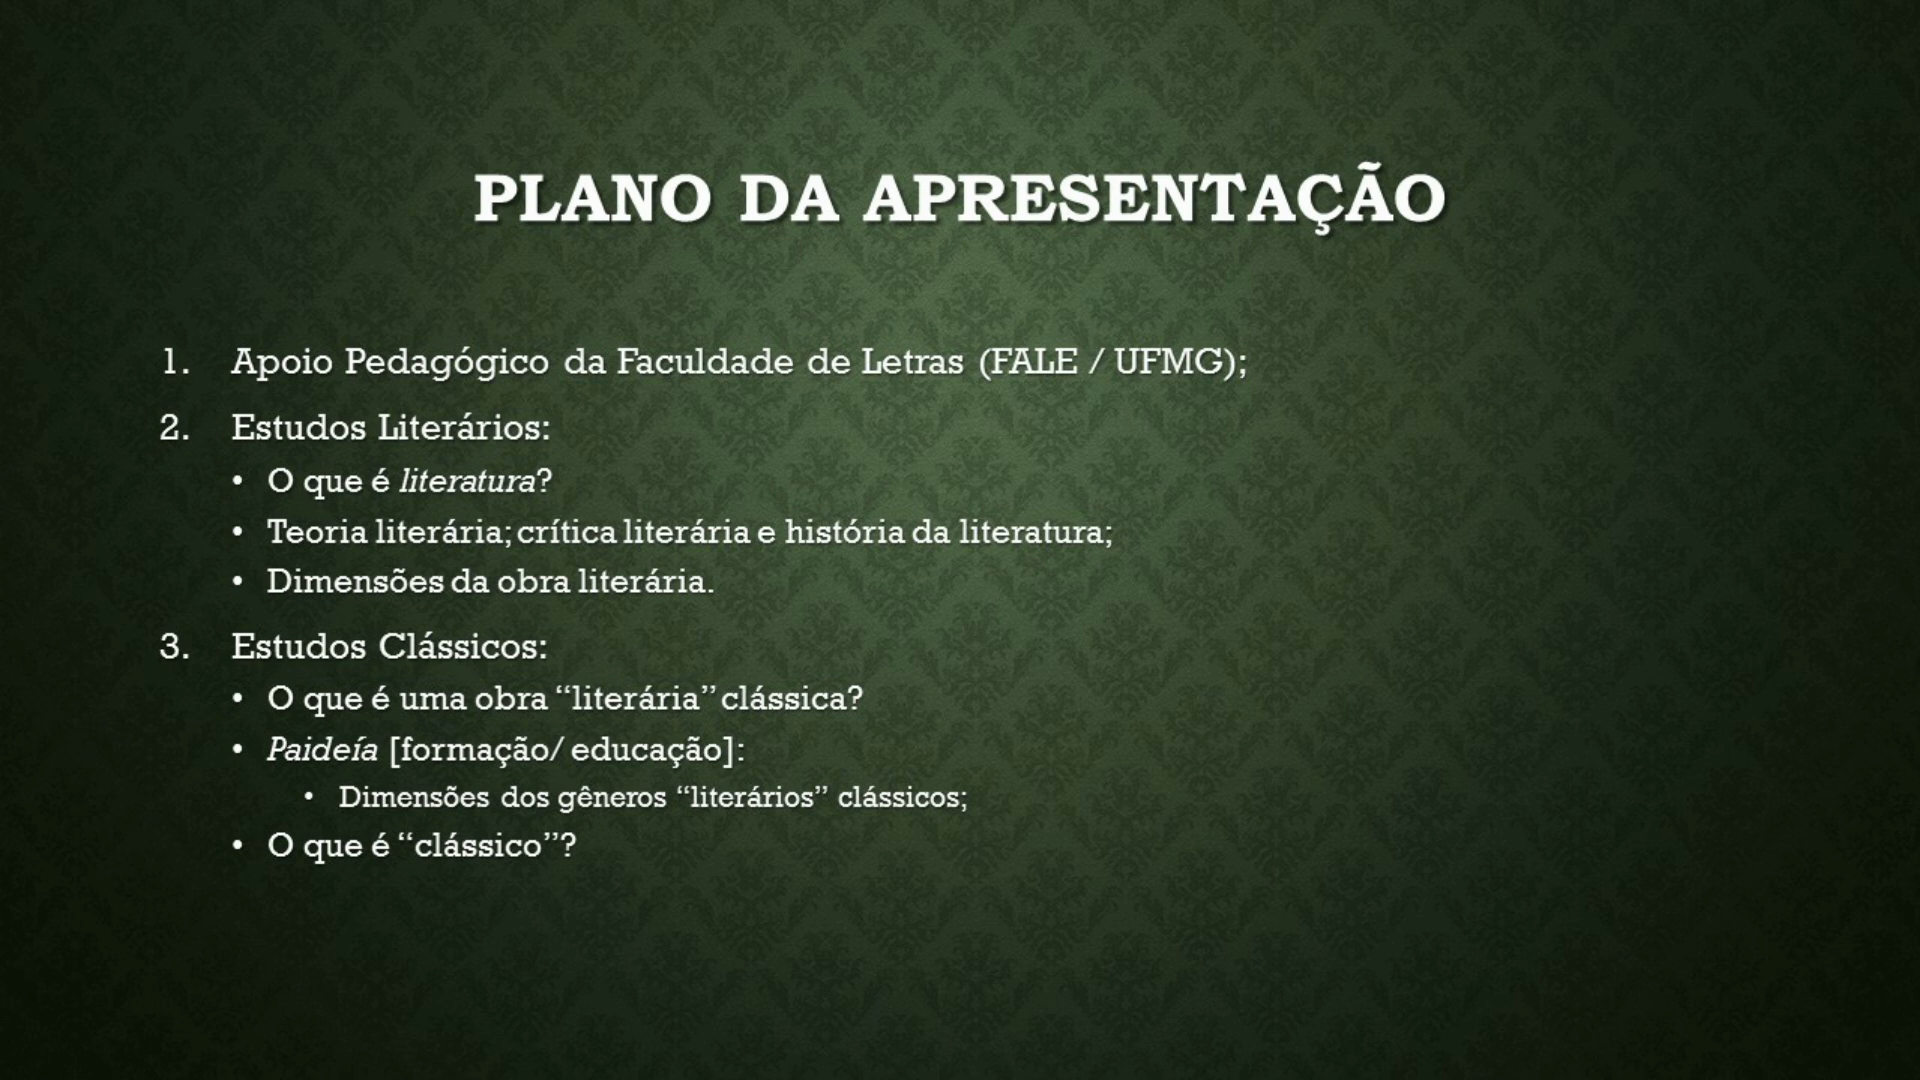 PLANO DA APRESENTAÇÃO
1. Apoio Pedagógico da Faculdade de Letras (FALE / UFMG);
2. Estudos Literários:
• O que é literatura?
• Teoria literária; crítica literária e história da literatura;
• Dimensões da obra literária.
3. Estudos Clássicos:
• O que é uma obra “literária” clássica?
• Paideía [formação/ educação]:
• Dimensões dos gêneros “literários” clássicos;
• O que é “clássico”?